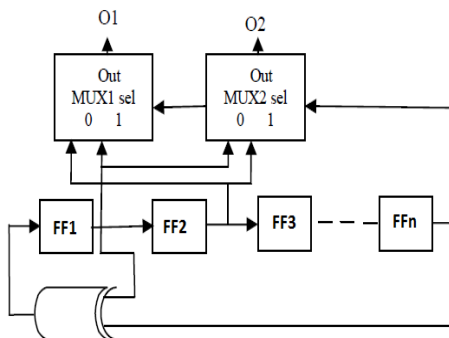 O1 O2
Out Out
MUX1 sel MUX2 sel
0 1 0 1
FF1 FF2 FF3 FFn